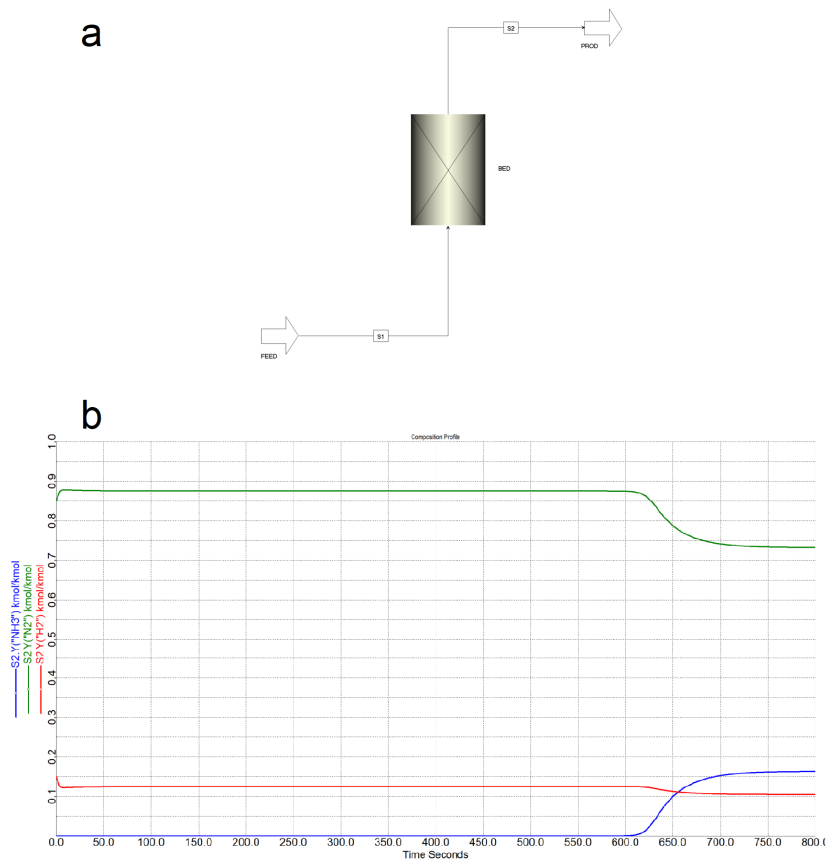 a
S2
PROD
BED
S1
FEED
b
Composition Profile
S2.Y("NH3") kmol/kmol
S2.Y("N2") kmol/kmol
S2.Y("H2") kmol/kmol
1.0
0.9
0.8
0.7
0.6
0.5
0.4
0.3
0.2
0.1
0.0 50.0 100.0 150.0 200.0 250.0 300.0 350.0 400.0 450.0 500.0 550.0 600.0 650.0 700.0 750.0 800.0
Time Seconds